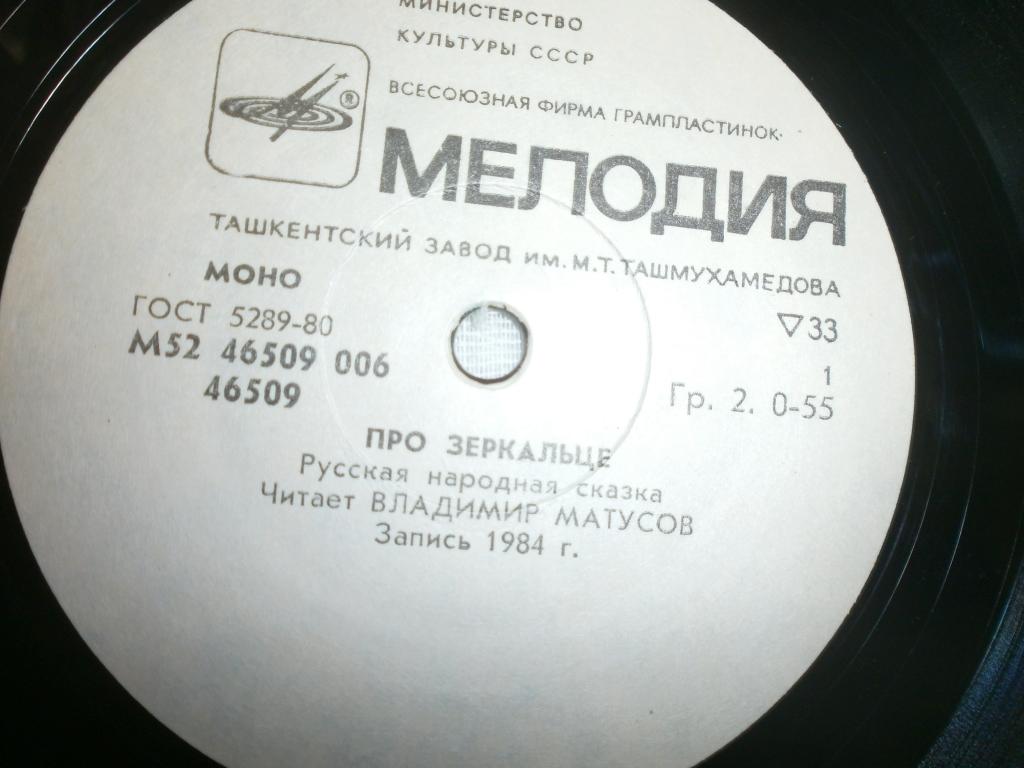 МИНИСТЕРСТВО
КУЛЬТУРЫ СССР
ВСЕСОЮЗНАЯ ФИРМА ГРАМПЛАСТИНОК
®
МЕЛОДИЯ
ТАШКЕНТСКИЙ ЗАВОД ИМ. М.Т. ТАШМУХАМЕДОВА
МОНО
ГОСТ 5289-80
М52 46509 006
46509
▽33
1
Гр. 2. 0-55
ПРО ЗЕРКАЛЬЦЕ
Русская народная сказка
Читает ВЛАДИМИР МАТУСОВ
Запись 1984 г.